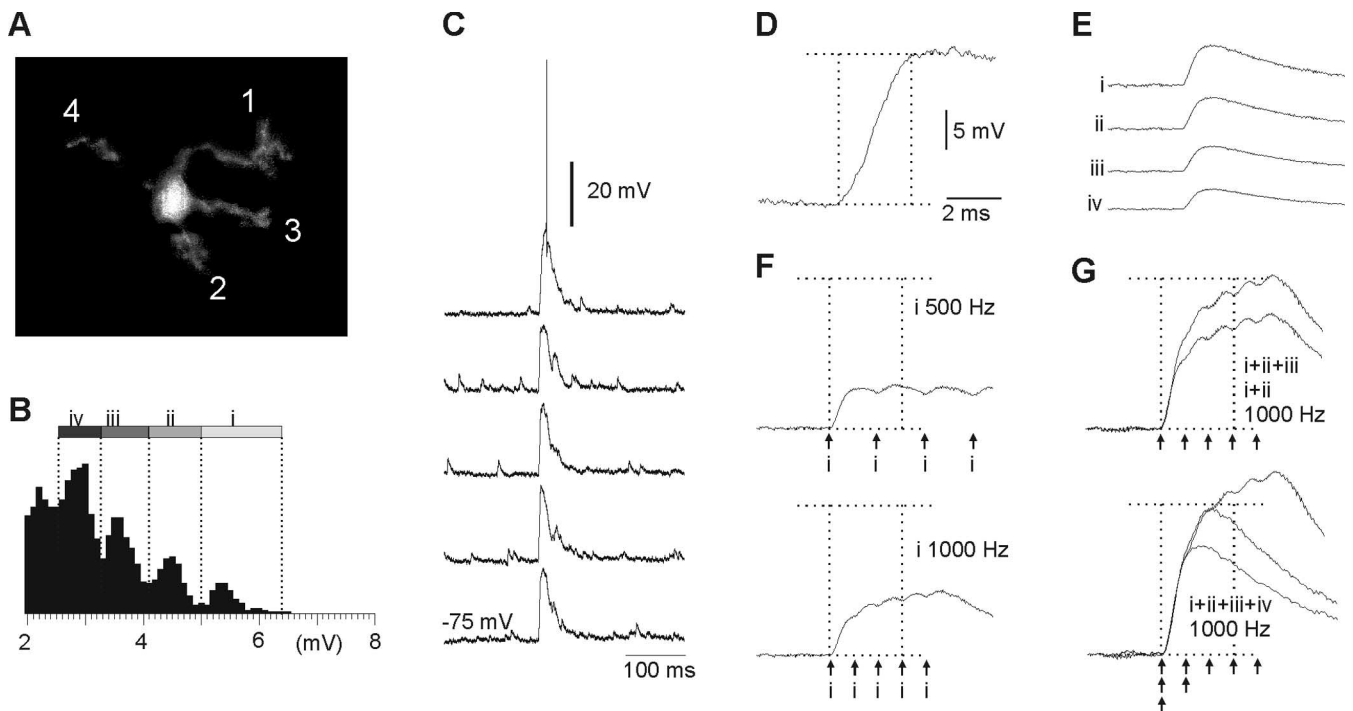 A
4
1
3
2
B
iv iii ii i
2 4 6 (mV) 8
C
20 mV
-75 mV
100 ms
D
5 mV
2 ms
E
i
ii
iii
iv
F
i 500 Hz
i i i i
i 1000 Hz
i i i i i
G
i+ii+iii
i+ii
1000 Hz
i+ii+iii+iv
1000 Hz